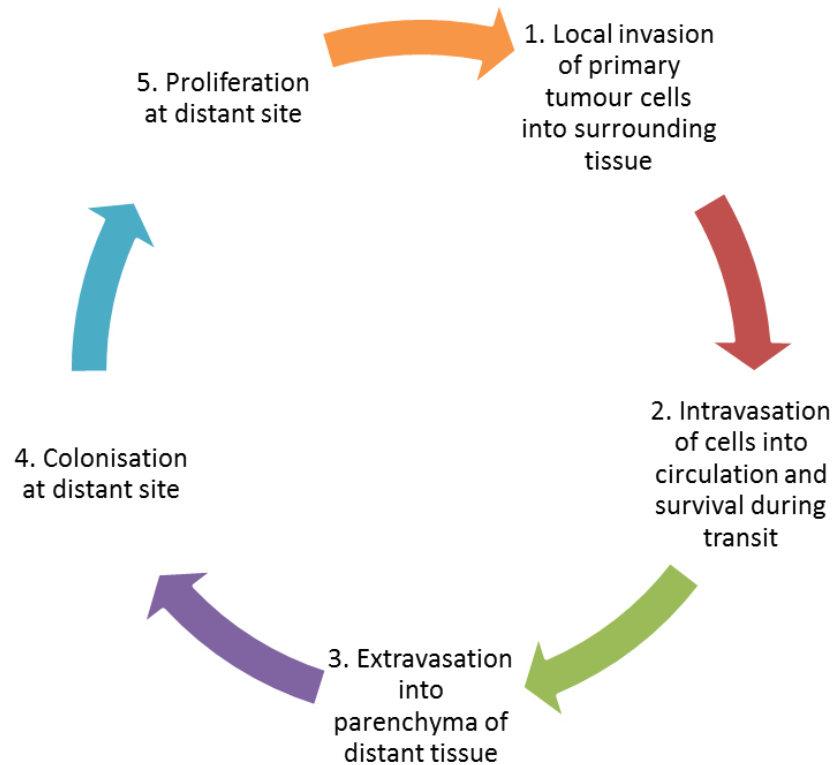 1. Local invasion
of primary
tumour cells
into surrounding
tissue
2. Intravasation
of cells into
circulation and
survival during
transit
3. Extravasation
into
parenchyma of
distant tissue
4. Colonisation
at distant site
5. Proliferation
at distant site